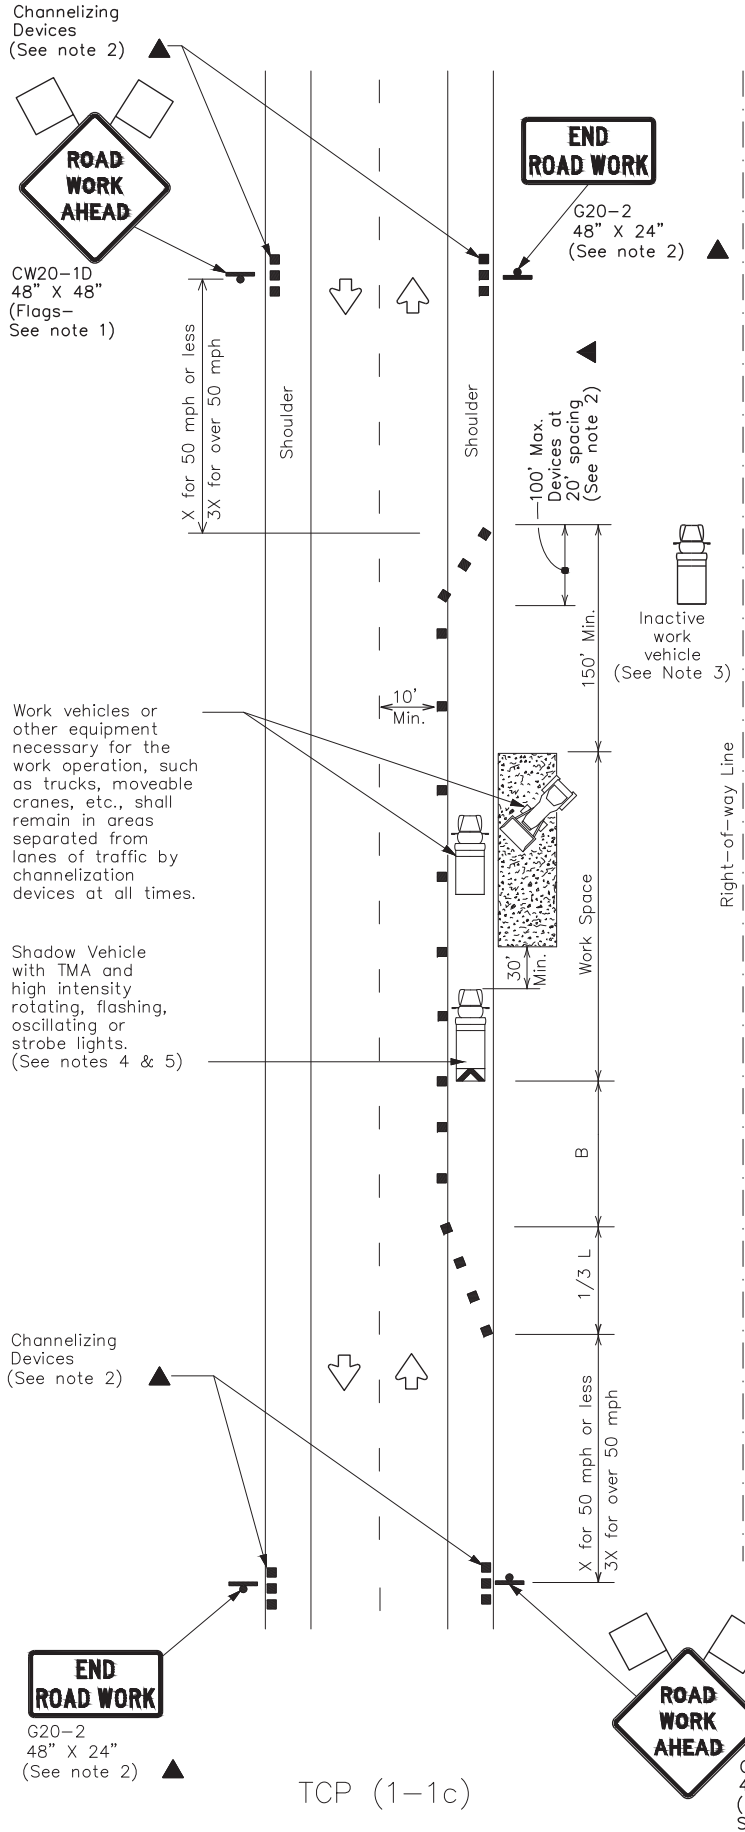 Channelizing
Devices
(See note 2)
ROAD
WORK
AHEAD
END
ROAD WORK
G20-2
48" X 24"
(See note 2)
CW20-1D
48" X 48"
(Flags-
See note 1)
X for 50 mph or less
3X for over 50 mph
Shoulder
Shoulder
100' Max.
Devices at
20' spacing
(See note 2)
150' Min.
Inactive
work
vehicle
(See Note 3)
10'
Min.
Work vehicles or
other equipment
necessary for the
work operation, such
as trucks, moveable
cranes, etc., shall
remain in areas
separated from
lanes of traffic by
channelization
devices at all times.
Right-of-way Line
Work Space
30'
Min.
Shadow Vehicle
with TMA and
high intensity
rotating, flashing,
oscillating or
strobe lights.
(See notes 4 & 5)
B
1/3 L
Channelizing
Devices
(See note 2)
X for 50 mph or less
3X for over 50 mph
END
ROAD WORK
G20-2
48" X 24"
(See note 2)
ROAD
WORK
AHEAD
TCP (1-1c)